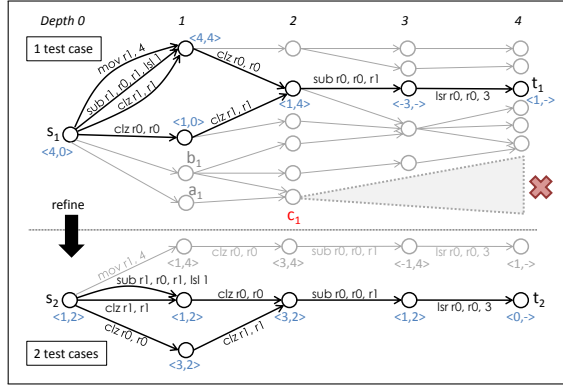 Depth 0 1 2 3 4
1 test case
<4,4>
mov r1, 4
sub r1, r0, r1, lsl 1
clz r1, r1
clz r0, r0
sub r0, r0, r1
lsr r0, r0, 3
t1
<1,4>
<-3,->
<1,->
s1
<4,0>
clz r0, r0
<1,0>
clz r1, r1
b1
a1
c1
refine
mov r1, 4
clz r0, r0
sub r0, r0, r1
lsr r0, r0, 3
<1,4>
<3,4>
<-1,4>
<1,->
sub r1, r0, r1, lsl 1
s2
<1,2>
clz r1, r1
<1,2>
clz r0, r0
<3,2>
sub r0, r0, r1
<1,2>
lsr r0, r0, 3
t2
<0,->
clz r0, r0
clz r1, r1
<3,2>
2 test cases